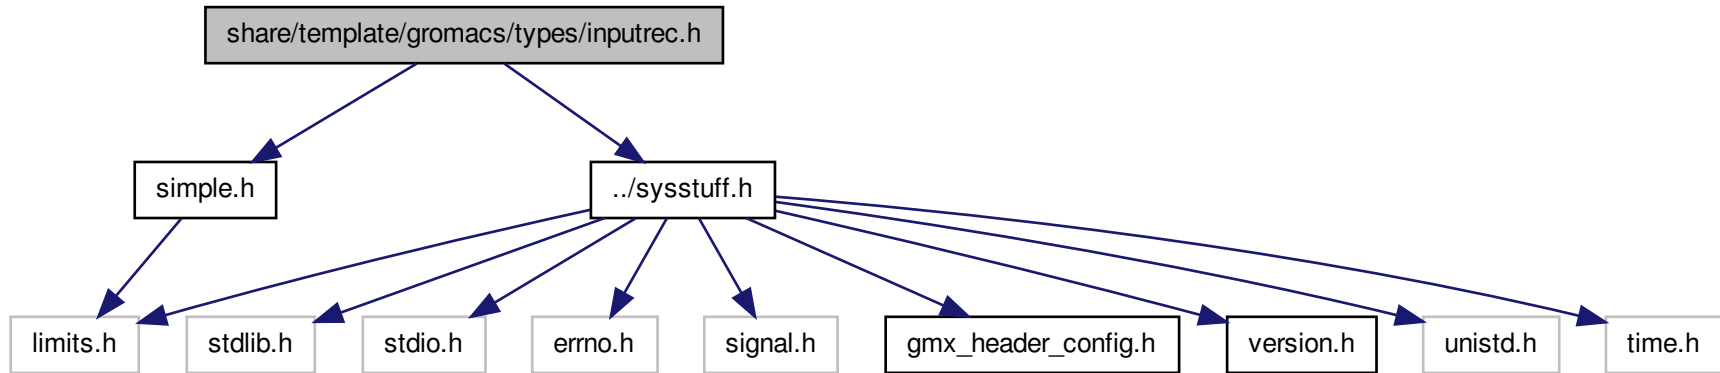 share/template/gromacs/types/inputrec.h
simple.h
../sysstuff.h
limits.h
stdlib.h
stdio.h
errno.h
signal.h
gmx_header_config.h
version.h
unistd.h
time.h